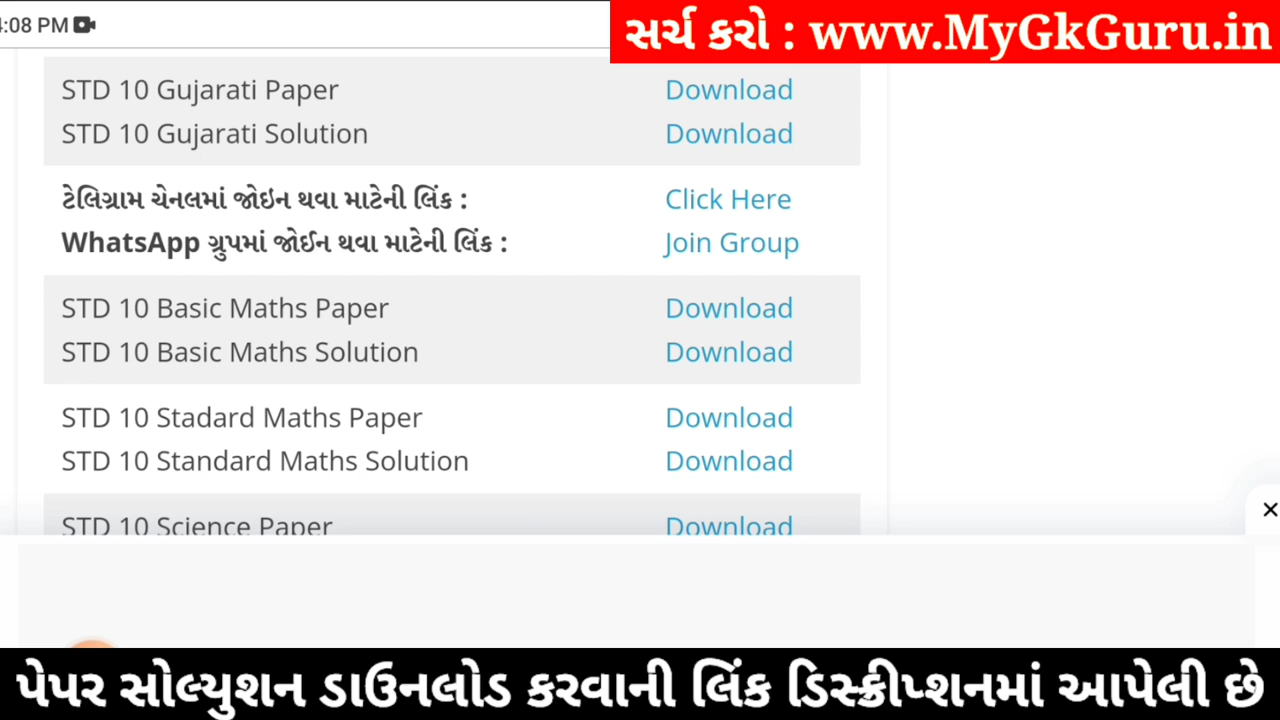 4:08 PM
સર્ચ કરો : www.MyGkGuru.in
STD 10 Gujarati Paper Download
STD 10 Gujarati Solution Download
ટેલિગ્રામ ચેનલમાં જોઇન થવા માટેની લિંક : Click Here
WhatsApp ગ્રુપમાં જોઈન થવા માટેની લિંક : Join Group
STD 10 Basic Maths Paper Download
STD 10 Basic Maths Solution Download
STD 10 Stadard Maths Paper Download
STD 10 Standard Maths Solution Download
STD 10 Science Paper Download
પેપર સોલ્યુશન ડાઉનલોડ કરવાની લિંક ડિસ્ક્રીપ્શનમાં આપેલી છે